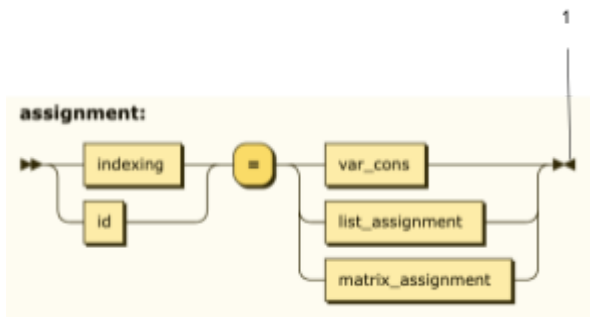 1
assignment:
indexing
=
var_cons
id
list_assignment
matrix_assignment